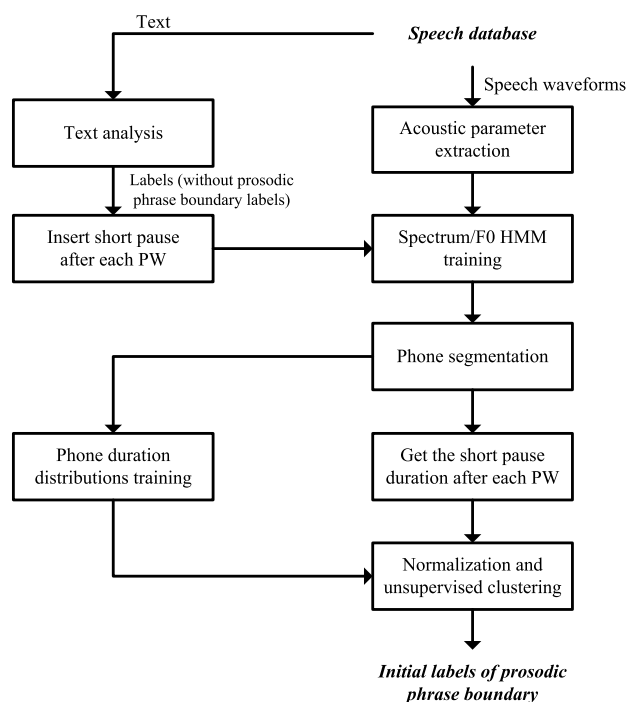 Text
Speech database
Speech waveforms
Text analysis
Acoustic parameter
extraction
Labels (without prosodic
phrase boundary labels)
Insert short pause
after each PW
Spectrum/F0 HMM
training
Phone segmentation
Phone duration
distributions training
Get the short pause
duration after each PW
Normalization and
unsupervised clustering
Initial labels of prosodic
phrase boundary